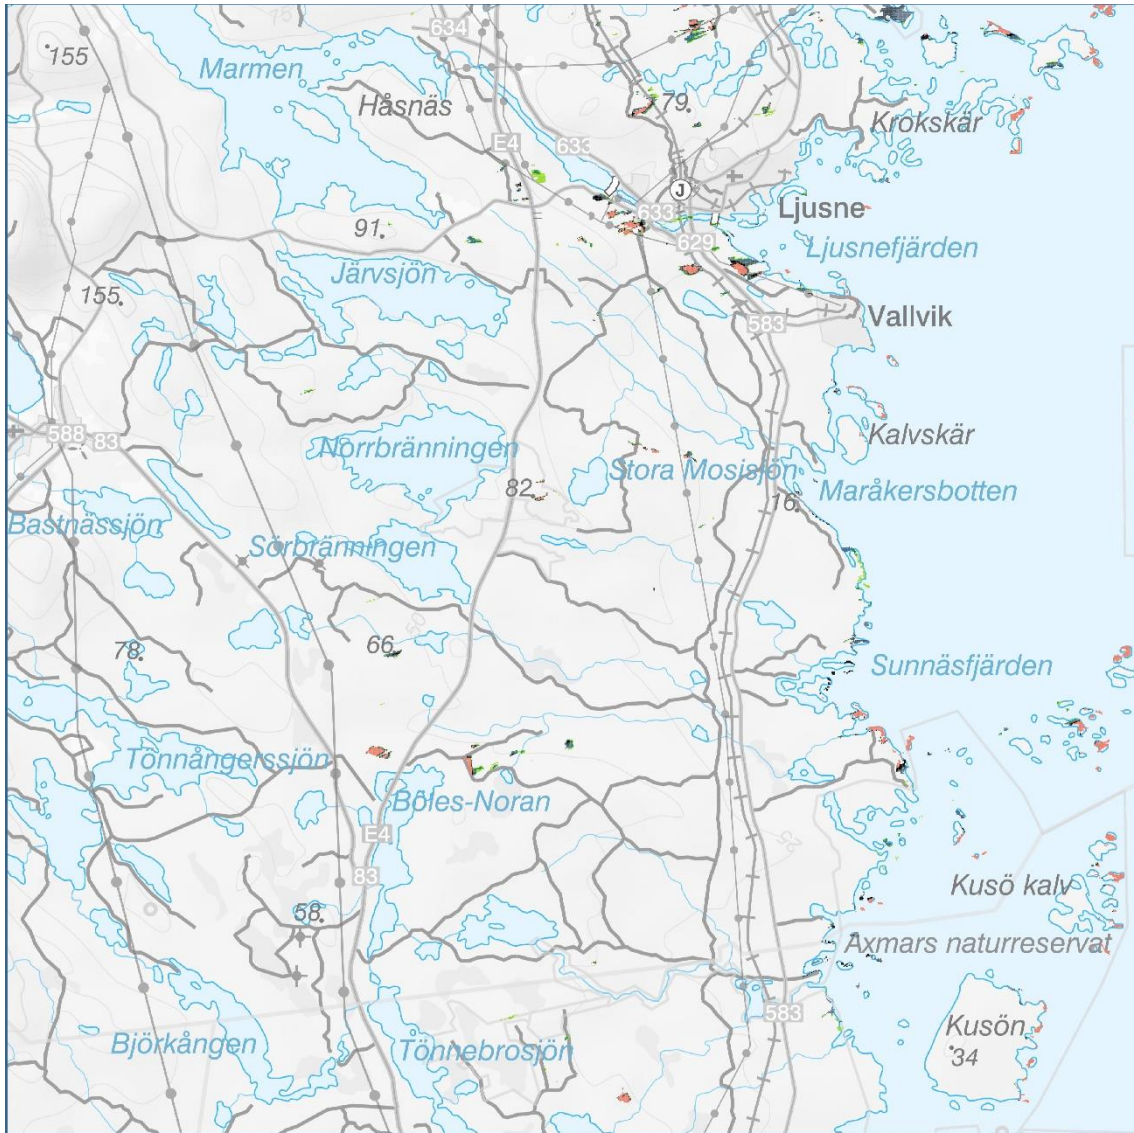 634
155
Marmen
Håsnäs
79
Krokskär
E4
633
J
Ljusne
633
91
629
Ljusnefjärden
Järvsjön
155
Vallvik
583
588
83
Kalvskär
Norrbränningen
Stora Mosisjön
82
Maråkersbotten
16
Bastnässjön
Sörbränningen
50
66
78
Sunnäsfjärden
Tönnångerssjön
Böles-Noran
E4
25
83
Kusö kalv
58
Axmars naturreservat
583
Kusön
34
Björkången
Tönnebrosjön